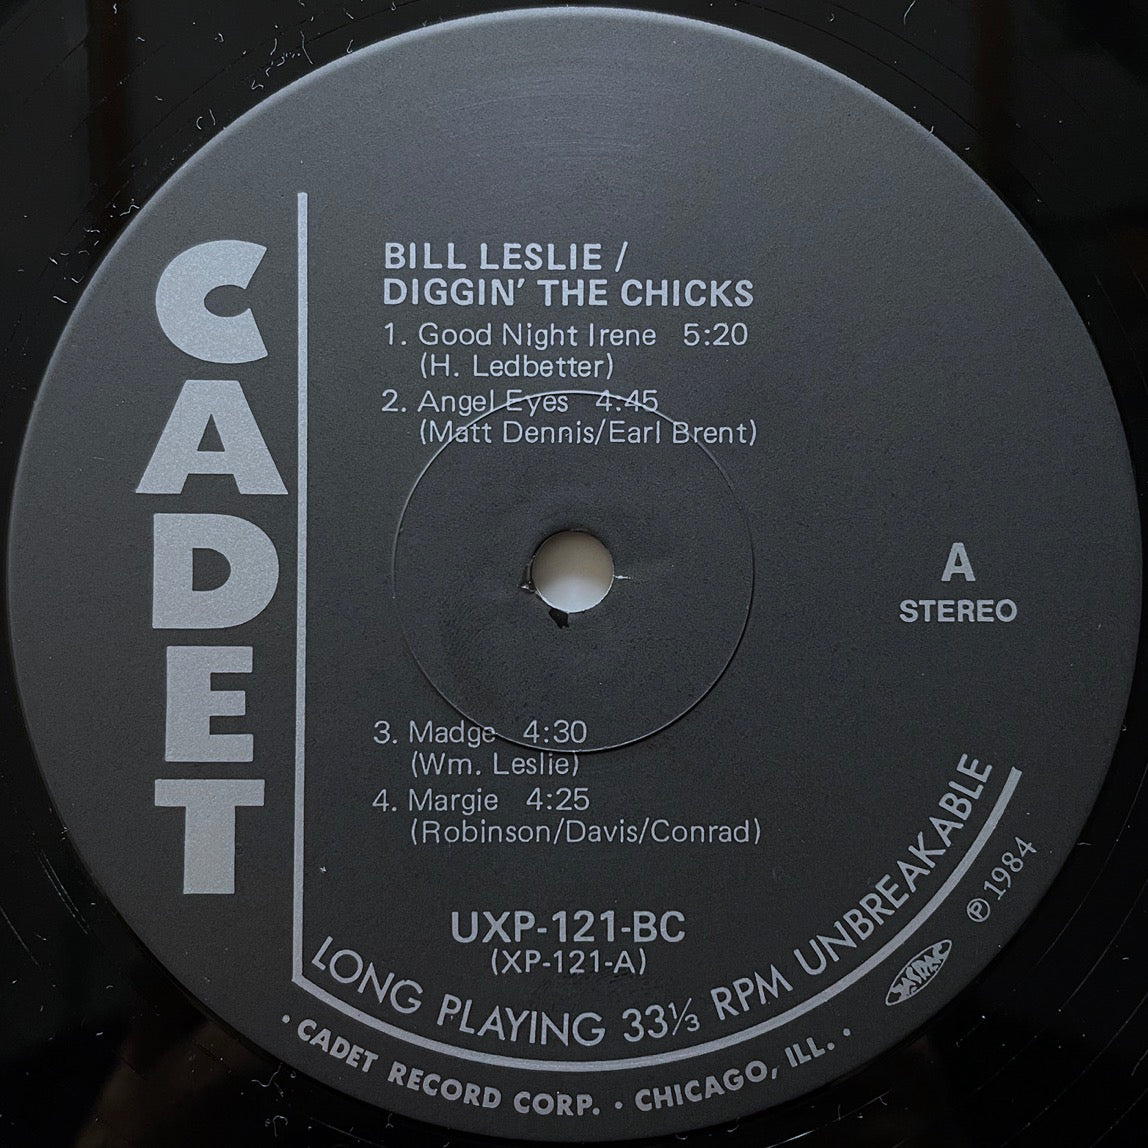 CADET
BILL LESLIE /
DIGGIN' THE CHICKS
1. Good Night Irene 5:20
(H. Ledbetter)
2. Angel Eyes 4:45
(Matt Dennis/Earl Brent)
A
STEREO
3. Madge 4:30
(Wm. Leslie)
4. Margie 4:25
(Robinson/Davis/Conrad)
UXP-121-BC
(XP-121-A)
LONG PLAYING 33⅓ RPM UNBREAKABLE
℗ 1984
JASRAC
• CADET RECORD CORP. • CHICAGO, ILL. •